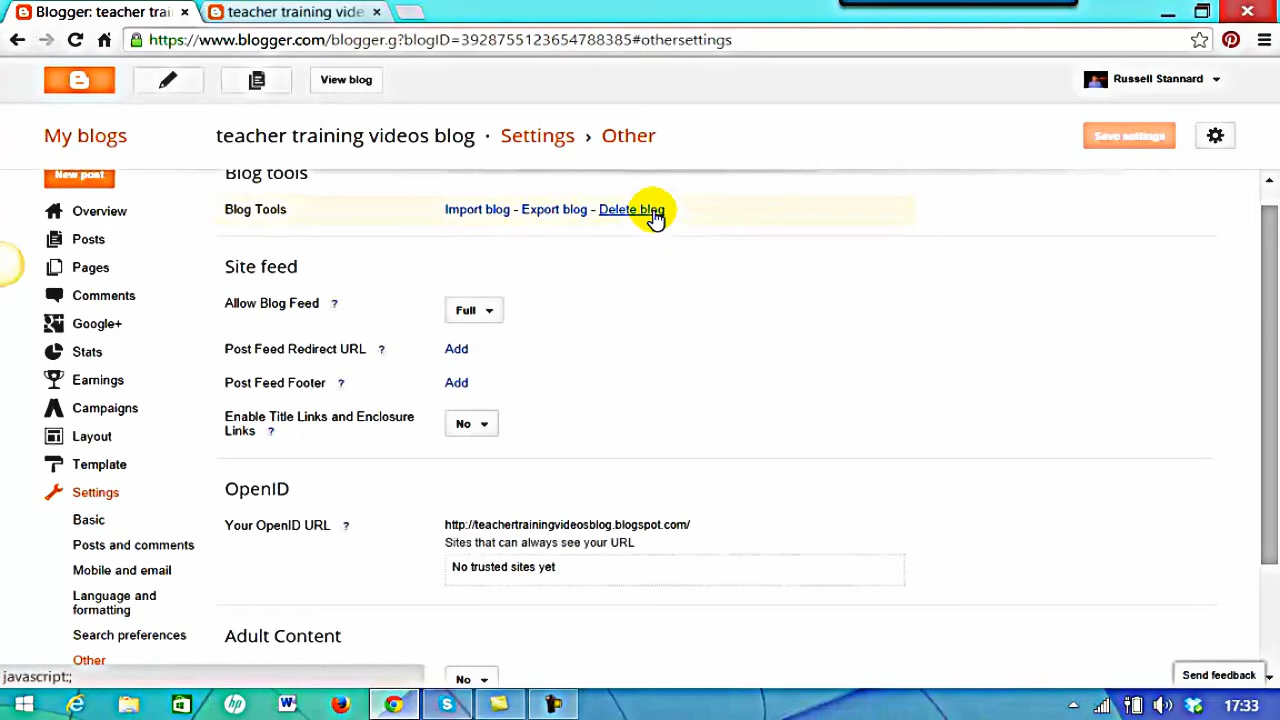 Blogger: teacher trai
teacher training vide
https://www.blogger.com/blogger.g?blogID=3928755123654788385#othersettings
View blog
Russell Stannard
My blogs
teacher training videos blog · Settings › Other
Save settings
New post
Blog tools
Blog Tools
Import blog - Export blog - Delete blog
Overview
Posts
Pages
Comments
Google+
Stats
Earnings
Campaigns
Layout
Template
Settings
Basic
Posts and comments
Mobile and email
Language and
formatting
Search preferences
Other
Site feed
Allow Blog Feed ?
Full
Post Feed Redirect URL ?
Add
Post Feed Footer ?
Add
Enable Title Links and Enclosure
Links ?
No
OpenID
Your OpenID URL ?
http://teachertrainingvideosblog.blogspot.com/
Sites that can always see your URL
No trusted sites yet
Adult Content
No
javascript:;
Send feedback
17:33